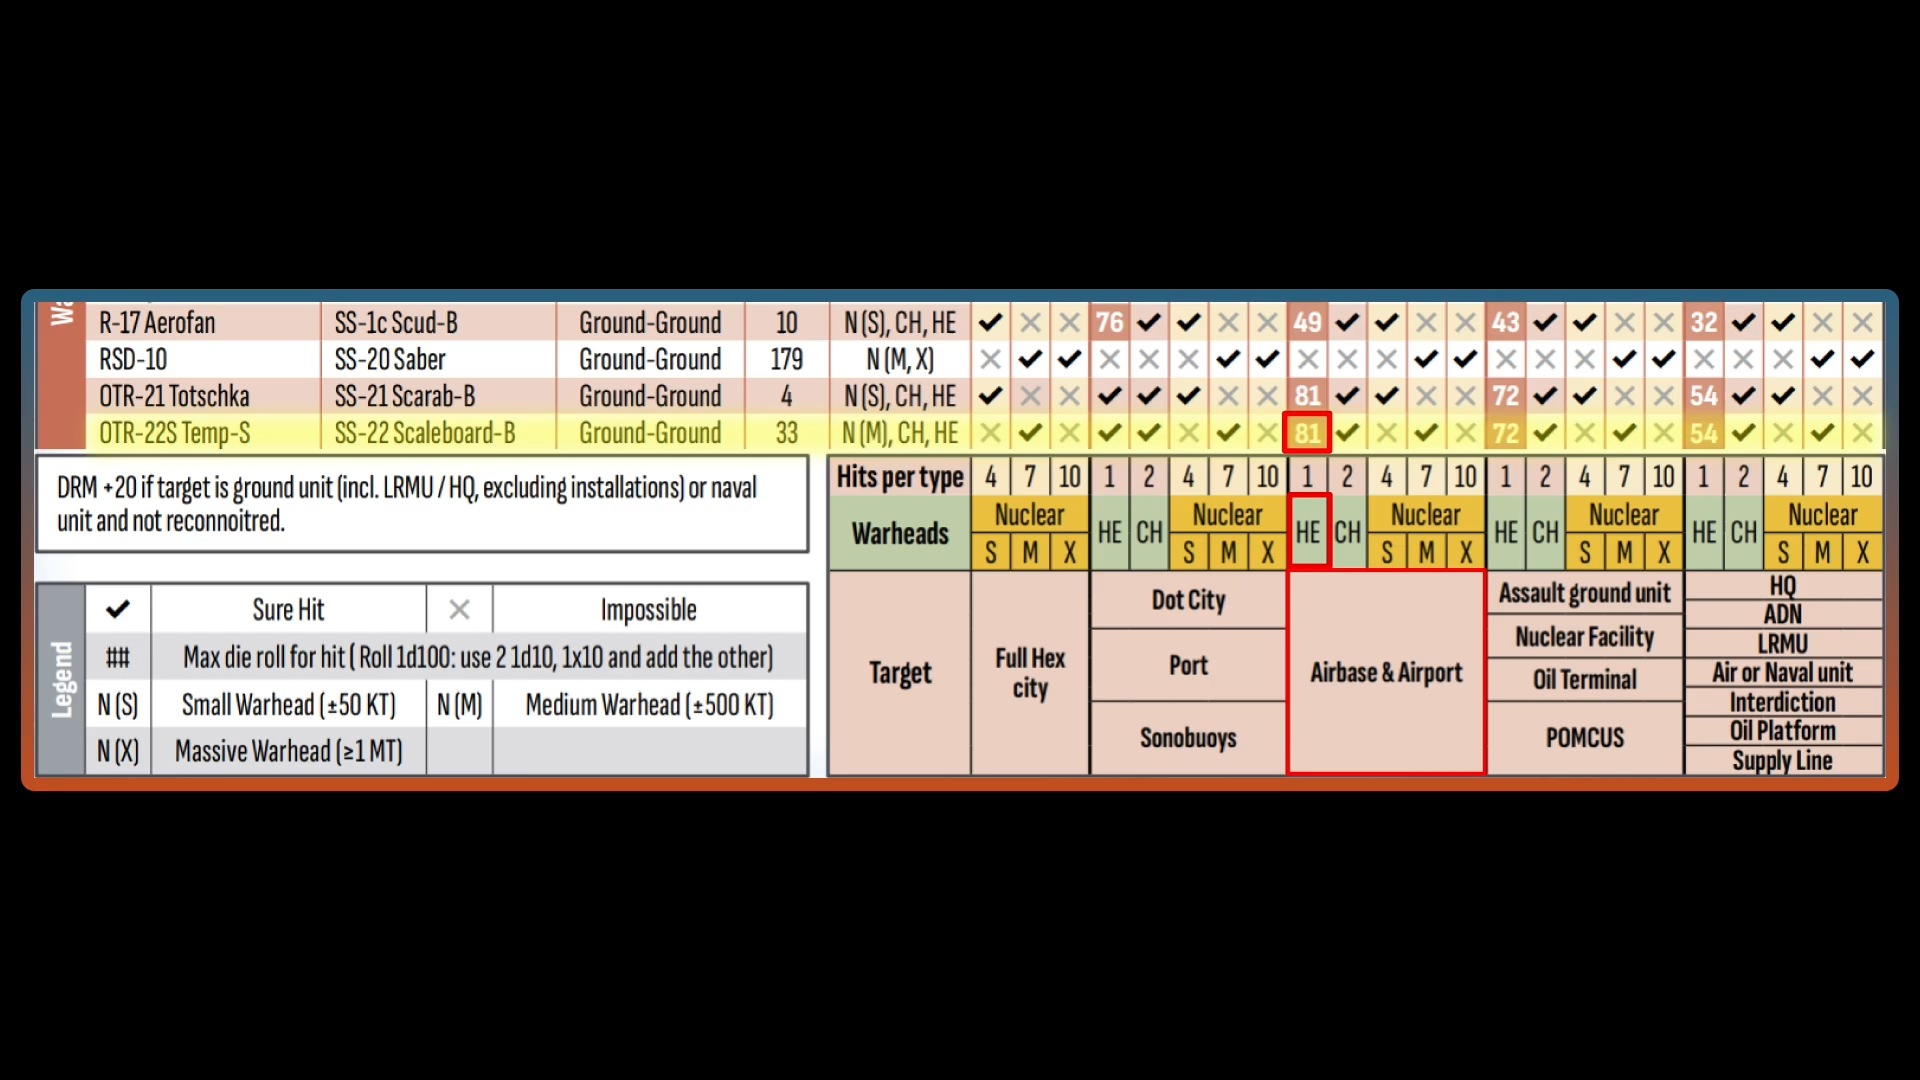 Wa
R-17 Aerofan SS-1c Scud-B Ground-Ground 10 N (S), CH, HE ✓ ✕ ✕ 76 ✓ ✓ ✕ ✕ 49 ✓ ✓ ✕ ✕ 43 ✓ ✓ ✕ ✕ 32 ✓ ✓ ✕ ✕
RSD-10 SS-20 Saber Ground-Ground 179 N (M, X) ✕ ✓ ✓ ✕ ✕ ✕ ✓ ✓ ✕ ✕ ✕ ✓ ✓ ✕ ✕ ✕ ✓ ✓ ✕ ✕ ✕ ✓ ✓
OTR-21 Totschka SS-21 Scarab-B Ground-Ground 4 N (S), CH, HE ✓ ✕ ✕ ✓ ✓ ✓ ✕ ✕ 81 ✓ ✓ ✕ ✕ 72 ✓ ✓ ✕ ✕ 54 ✓ ✓ ✕ ✕
OTR-22S Temp-S SS-22 Scaleboard-B Ground-Ground 33 N (M), CH, HE ✕ ✓ ✕ ✓ ✓ ✕ ✓ ✕ 81 ✓ ✕ ✓ ✕ 72 ✓ ✕ ✓ ✕ 54 ✓ ✕ ✓ ✕
DRM +20 if target is ground unit (incl. LRMU / HQ, excluding installations) or naval
unit and not reconnoitred.
Hits per type 4 7 10 1 2 4 7 10 1 2 4 7 10 1 2 4 7 10 1 2 4 7 10
Warheads Nuclear HE CH Nuclear HE CH Nuclear HE CH Nuclear HE CH Nuclear
S M X S M X S M X S M X S M X
Target
Full Hex
city
Dot City
Port
Sonobuoys
Airbase & Airport
Assault ground unit
Nuclear Facility
Oil Terminal
POMCUS
HQ
ADN
LRMU
Air or Naval unit
Interdiction
Oil Platform
Supply Line
Legend
✓ Sure Hit ✕ Impossible
## Max die roll for hit ( Roll 1d100: use 2 1d10, 1x10 and add the other)
N (S) Small Warhead (±50 KT) N (M) Medium Warhead (±500 KT)
N (X) Massive Warhead (≥1 MT)